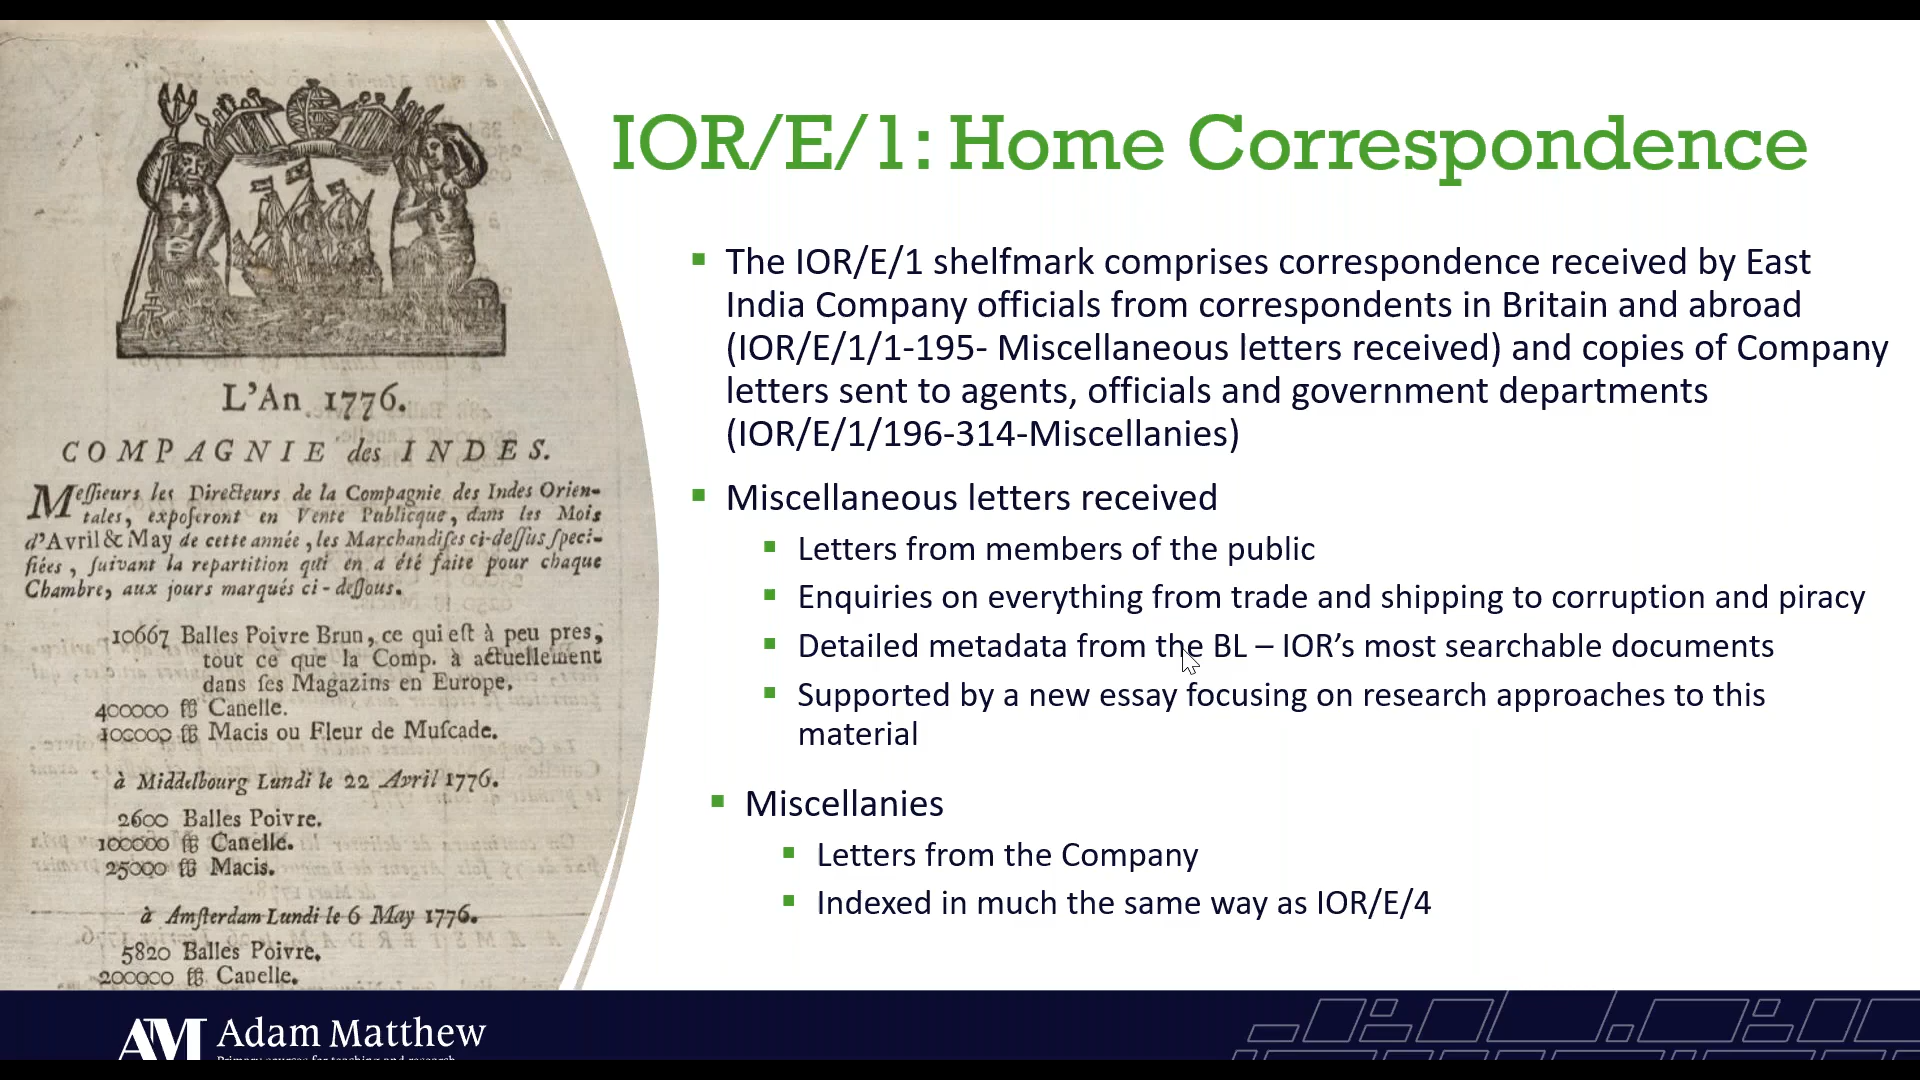 L'An 1776.
COMPAGNIE des INDES.
Meſſieurs les Directeurs de la Compagnie des Indes Orien-
tales, expoſeront en Vente Publicque, dans les Mois
d'Avril & May de cette année, les Marchandiſes ci-deſſus ſpeci-
fiées, ſuivant la repartition qui en a été faite pour chaque
Chambre, aux jours marqués ci-deſſous.
10667 Balles Poivre Brun, ce qui eſt à peu pres,
tout ce que la Comp. à actuellement
dans ſes Magazins en Europe,
400000 ℔ Canelle.
100000 ℔ Macis ou Fleur de Muſcade.
à Middelbourg Lundi le 22 Avril 1776.
2600 Balles Poivre.
100000 ℔ Canelle.
25000 ℔ Macis.
à Amſterdam Lundi le 6 May 1776.
5820 Balles Poivre.
200000 ℔ Canelle.
IOR/E/1: Home Correspondence
▪ The IOR/E/1 shelfmark comprises correspondence received by East
India Company officials from correspondents in Britain and abroad
(IOR/E/1/1-195- Miscellaneous letters received) and copies of Company
letters sent to agents, officials and government departments
(IOR/E/1/196-314-Miscellanies)
▪ Miscellaneous letters received
▪ Letters from members of the public
▪ Enquiries on everything from trade and shipping to corruption and piracy
▪ Detailed metadata from the BL – IOR's most searchable documents
▪ Supported by a new essay focusing on research approaches to this
material
▪ Miscellanies
▪ Letters from the Company
▪ Indexed in much the same way as IOR/E/4
AM Adam Matthew
Primary sources for teaching and research